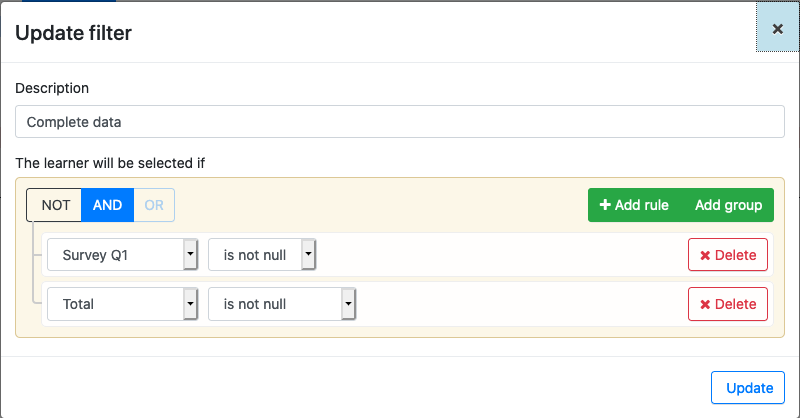 Update filter
×
Description
Complete data
The learner will be selected if
NOT AND OR + Add rule Add group
Survey Q1 is not null × Delete
Total is not null × Delete
Update